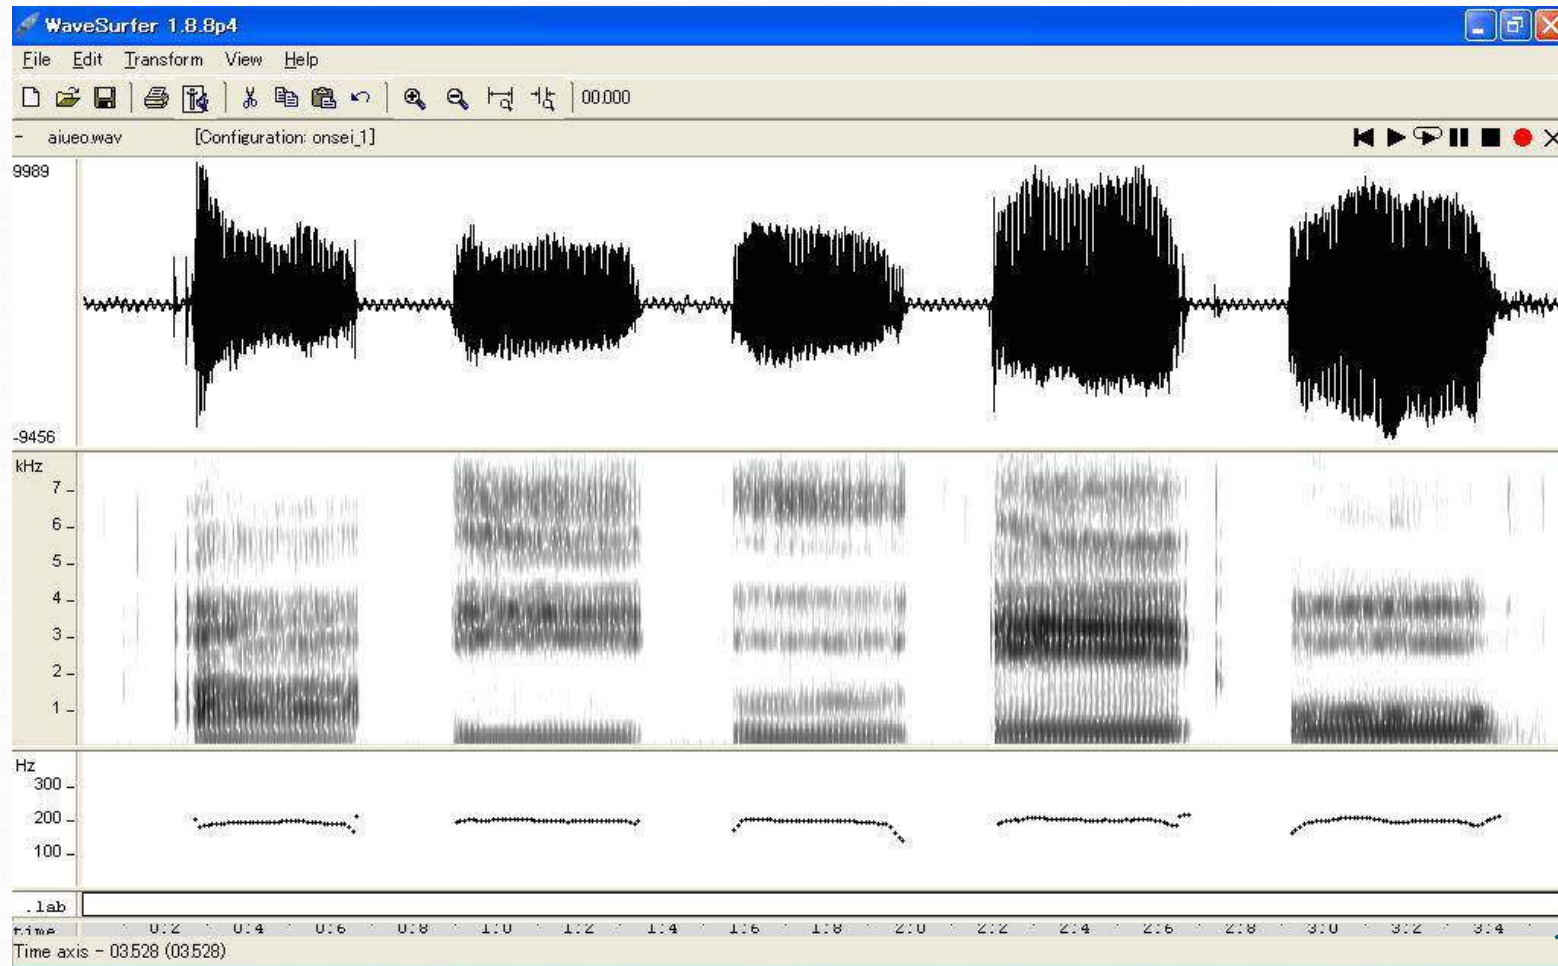 WaveSurfer 1.8.8p4
File Edit Transform View Help
00.000
- aiueo.wav [Configuration: onsei_1]
9989
-9456
kHz
7
6
5
4
3
2
1
Hz
300
200
100
.lab
time 0:2 0:4 0:6 0:8 1:0 1:2 1:4 1:6 1:8 2:0 2:2 2:4 2:6 2:8 3:0 3:2 3:4
Time axis - 03.528 (03.528)